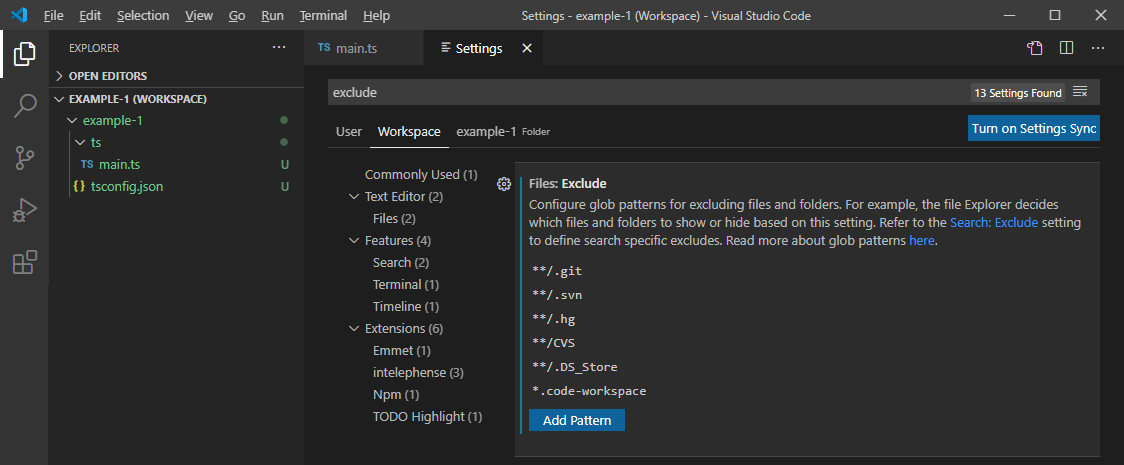 File Edit Selection View Go Run Terminal Help Settings - example-1 (Workspace) - Visual Studio Code
EXPLORER
OPEN EDITORS
EXAMPLE-1 (WORKSPACE)
example-1
ts
TS main.ts U
{} tsconfig.json U
TS main.ts Settings
exclude 13 Settings Found
User Workspace example-1 Folder Turn on Settings Sync
Commonly Used (1)
Text Editor (2)
Files (2)
Features (4)
Search (2)
Terminal (1)
Timeline (1)
Extensions (6)
Emmet (1)
intelephense (3)
Npm (1)
TODO Highlight (1)
Files: Exclude
Configure glob patterns for excluding files and folders. For example, the file Explorer decides
which files and folders to show or hide based on this setting. Refer to the Search: Exclude setting
to define search specific excludes. Read more about glob patterns here.
**/.git
**/.svn
**/.hg
**/CVS
**/.DS_Store
*.code-workspace
Add Pattern